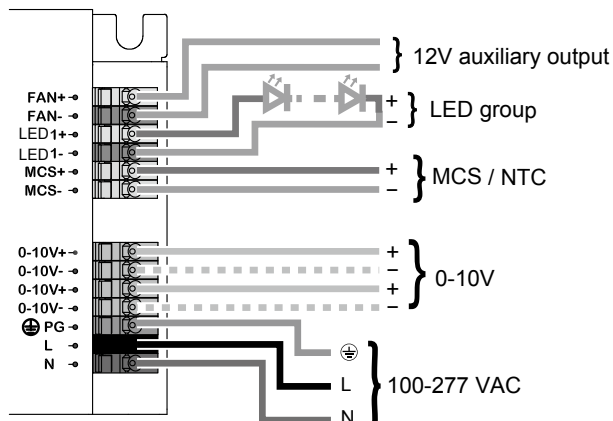 12V auxiliary output
FAN+
FAN-
LED1+
LED1-
MCS+
MCS-
+
−
LED group
+
−
MCS / NTC
0-10V+
0-10V-
0-10V+
0-10V-
PG
L
N
+
−
+
−
0-10V
L
N
100-277 VAC